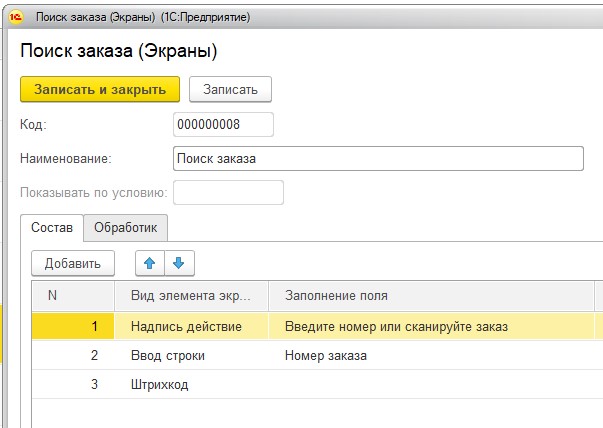 1С Поиск заказа (Экраны) (1С:Предприятие)
Поиск заказа (Экраны)
Записать и закрыть Записать
Код: 000000008
Наименование: Поиск заказа
Показывать по условию:
Состав Обработик
Добавить
N Вид элемента экр... Заполнение поля
1 Надпись действие Введите номер или сканируйте заказ
2 Ввод строки Номер заказа
3 Штрихкод